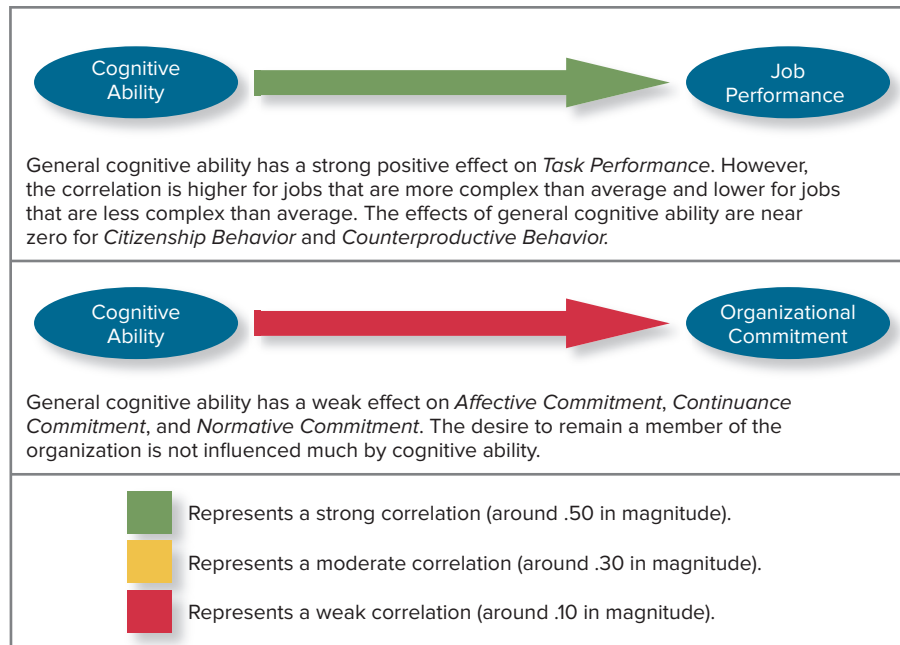 Cognitive
Ability
Job
Performance
General cognitive ability has a strong positive effect on Task Performance. However,
the correlation is higher for jobs that are more complex than average and lower for jobs
that are less complex than average. The effects of general cognitive ability are near
zero for Citizenship Behavior and Counterproductive Behavior.
Cognitive
Ability
Organizational
Commitment
General cognitive ability has a weak effect on Affective Commitment, Continuance
Commitment, and Normative Commitment. The desire to remain a member of the
organization is not influenced much by cognitive ability.
Represents a strong correlation (around .50 in magnitude).
Represents a moderate correlation (around .30 in magnitude).
Represents a weak correlation (around .10 in magnitude).